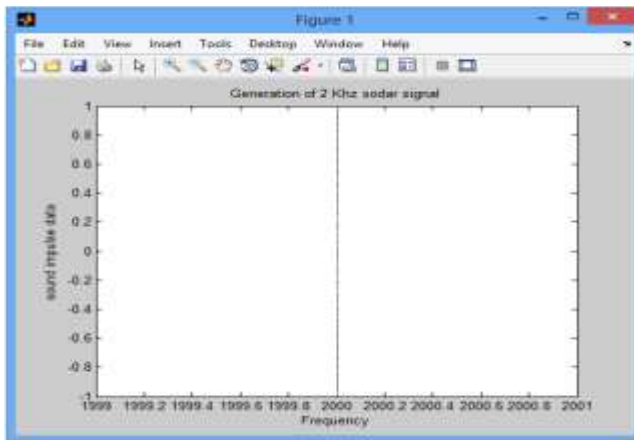 Figure 1
File Edit View Insert Tools Desktop Window Help
Generation of 2 Khz sodar signal
1
0.8
0.6
0.4
0.2
0
-0.2
-0.4
-0.6
-0.8
-1
sound impulse data
1999 1999.2 1999.4 1999.6 1999.8 2000 2000.2 2000.4 2000.6 2000.8 2001
Frequency